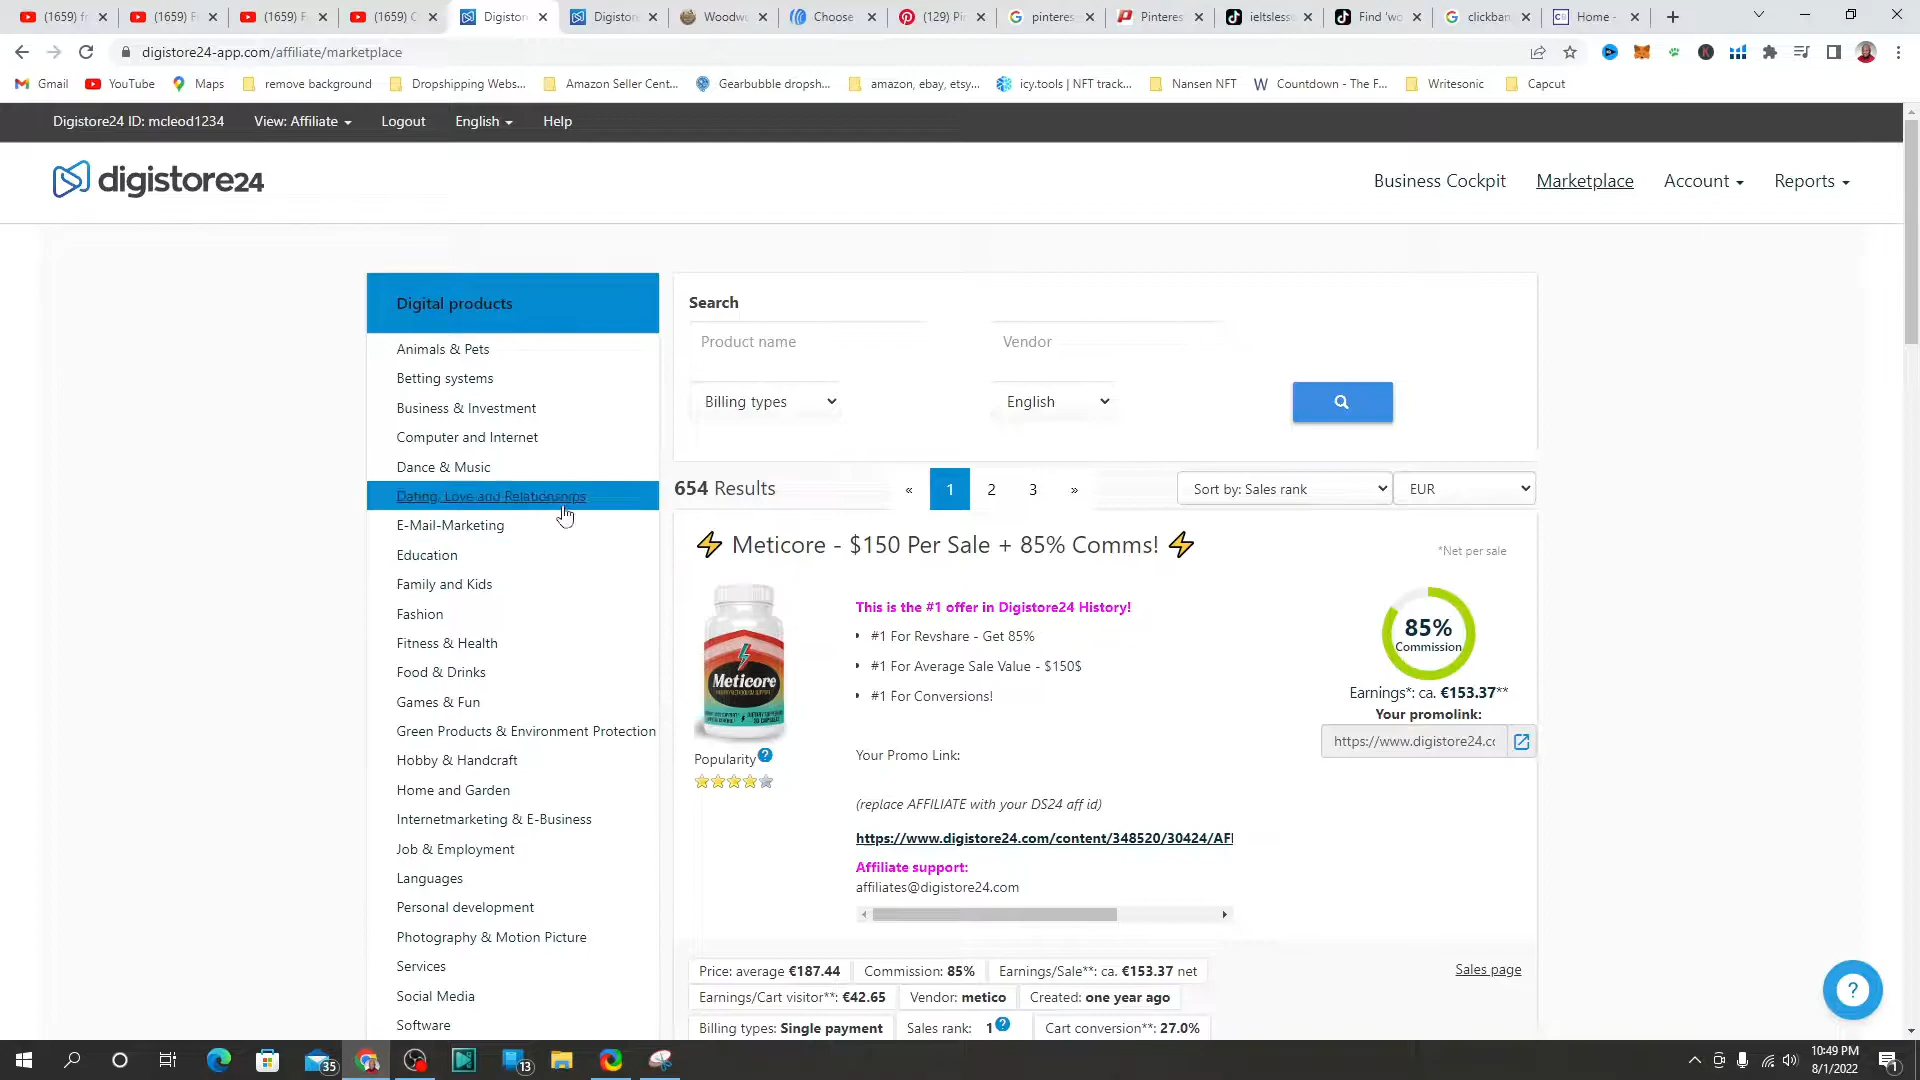 (1659) fr
(1659) F
(1659) F
(1659) C
Digistor
Digistor
Woodw
Choose
(129) Pi
pinteres
Pinteres
ieltsless
Find 'wo
clickban
Home -
digistore24-app.com/affiliate/marketplace
Gmail
YouTube
Maps
remove background
Dropshipping Webs...
Amazon Seller Cent...
Gearbubble dropsh...
amazon, ebay, etsy...
icy.tools | NFT track...
Nansen NFT
Countdown - The F...
Writesonic
Capcut
Digistore24 ID: mcleod1234
View: Affiliate
Logout
English
Help
digistore24
Business Cockpit
Marketplace
Account
Reports
Digital products
Animals & Pets
Betting systems
Business & Investment
Computer and Internet
Dance & Music
Dating, Love and Relationships
E-Mail-Marketing
Education
Family and Kids
Fashion
Fitness & Health
Food & Drinks
Games & Fun
Green Products & Environment Protection
Hobby & Handcraft
Home and Garden
Internetmarketing & E-Business
Job & Employment
Languages
Personal development
Photography & Motion Picture
Services
Social Media
Software
Search
Product name
Vendor
Billing types
English
654 Results
« 1 2 3 »
Sort by: Sales rank
EUR
Meticore - $150 Per Sale + 85% Comms!
*Net per sale
Meticore
Popularity
?
This is the #1 offer in Digistore24 History!
#1 For Revshare - Get 85%
#1 For Average Sale Value - $150$
#1 For Conversions!
Your Promo Link:
(replace AFFILIATE with your DS24 aff id)
https://www.digistore24.com/content/348520/30424/AFI
Affiliate support:
affiliates@digistore24.com
85%
Commission
Earnings*: ca. €153.37**
Your promolink:
https://www.digistore24.cc
Price: average €187.44
Commission: 85%
Earnings/Sale**: ca. €153.37 net
Sales page
Earnings/Cart visitor**: €42.65
Vendor: metico
Created: one year ago
Billing types: Single payment
Sales rank: 1
?
Cart conversion**: 27.0%
?
35
13
10:49 PM
8/1/2022
1